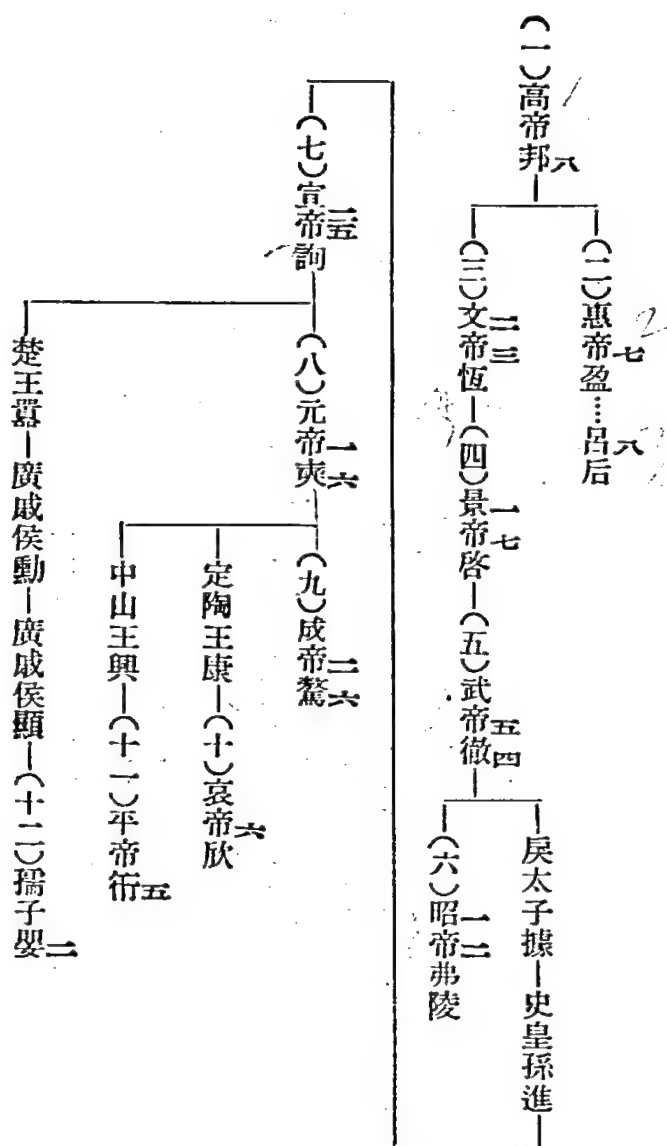 (一)高帝邦 八
(二)惠帝盈 七……呂后 八
(三)文帝恆 二三—(四)景帝啓 一七—(五)武帝徹 五四
戾太子據—史皇孫進
(六)昭帝弗陵 一二
(七)宣帝詢 二五
(八)元帝奭 一六
(九)成帝驁 二六
定陶王康—(十)哀帝欣 六
中山王興—(十一)平帝衎 五
楚王囂—廣戚侯勳—廣戚侯顯—(十二)孺子嬰 二